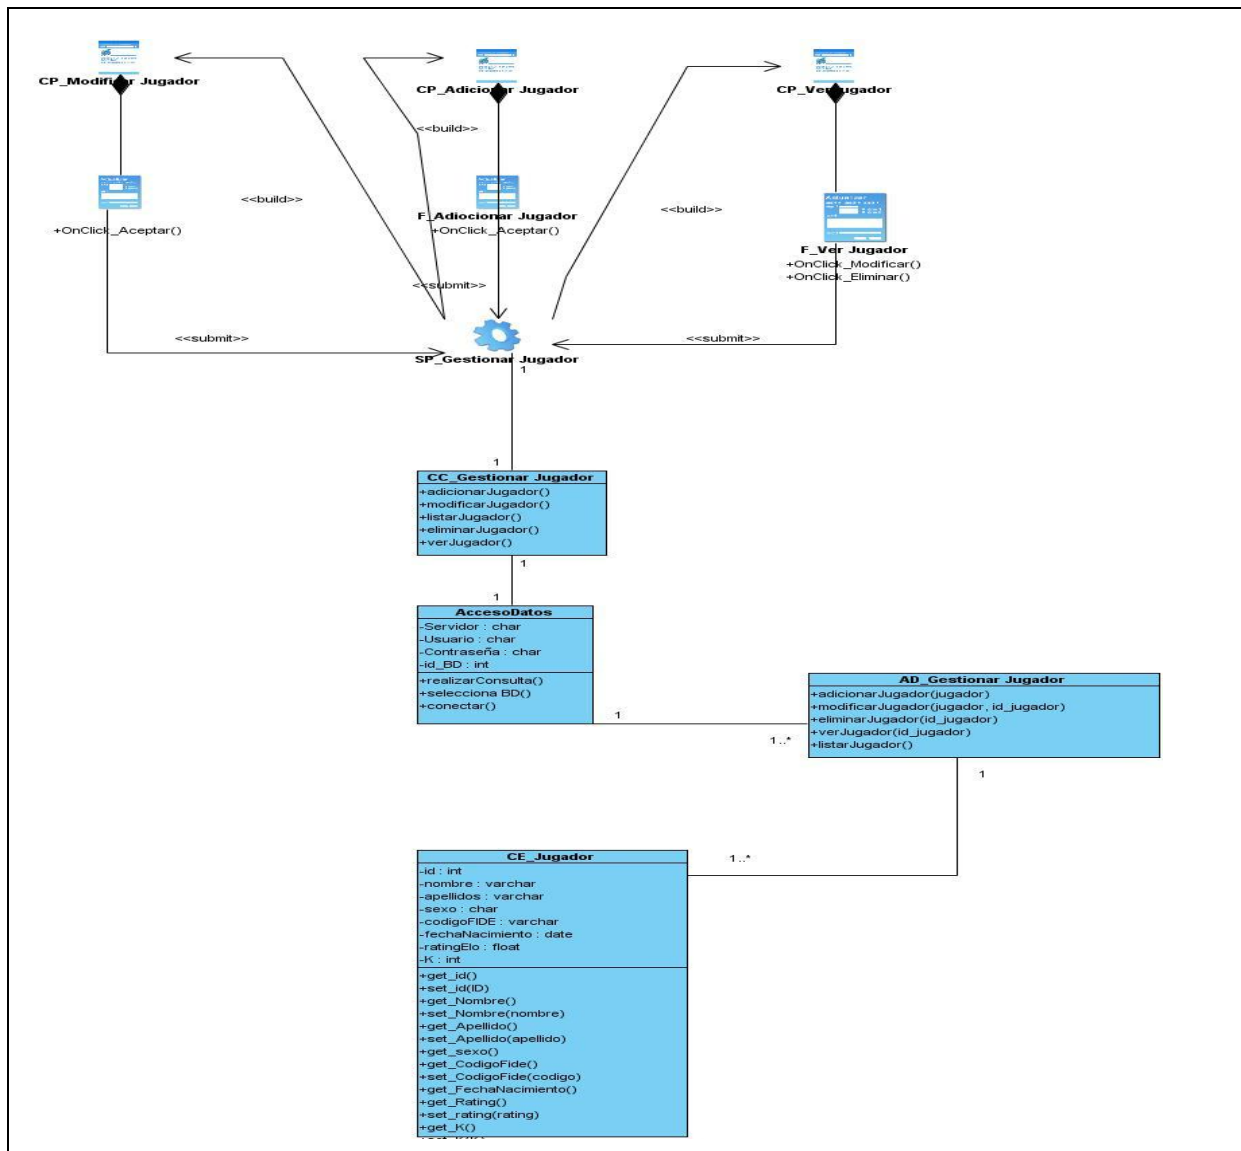 CP_Modificar Jugador
CP_Adicionar Jugador
CP_VerJugador
<<build>>
<<build>>
<<build>>
F_Adiocionar Jugador
+OnClick_Aceptar()
+OnClick_Aceptar()
F_Ver Jugador
+OnClick_Modificar()
+OnClick_Eliminar()
<<submit>>
<<submit>>
<<submit>>
SP_Gestionar Jugador
1
1
CC_Gestionar Jugador
+adicionarJugador()
+modificarJugador()
+listarJugador()
+eliminarJugador()
+verJugador()
1
1
AccesoDatos
-Servidor : char
-Usuario : char
-Contraseña : char
-id_BD : int
+realizarConsulta()
+selecciona BD()
+conectar()
AD_Gestionar Jugador
+adicionarJugador(jugador)
+modificarJugador(jugador, id_jugador)
+eliminarJugador(id_jugador)
+verJugador(id_jugador)
+listarJugador()
1
1..*
1
1..*
CE_Jugador
-id : int
-nombre : varchar
-apellidos : varchar
-sexo : char
-codigoFIDE : varchar
-fechaNacimiento : date
-ratingElo : float
-K : int
+get_id()
+set_id(ID)
+get_Nombre()
+set_Nombre(nombre)
+get_Apellido()
+set_Apellido(apellido)
+get_sexo()
+get_CodigoFide()
+set_CodigoFide(codigo)
+get_FechaNacimiento()
+get_Rating()
+set_rating(rating)
+get_K()